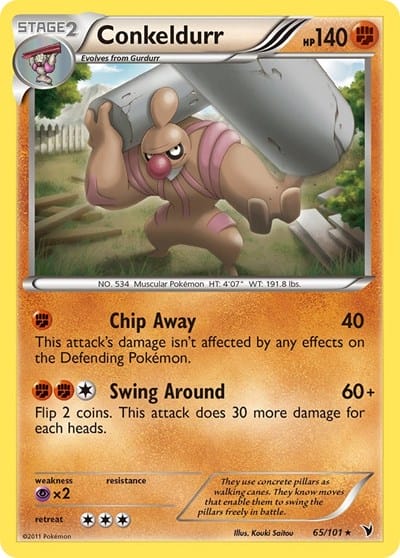 STAGE2
Conkeldurr
HP140
Evolves from Gurdurr
NO. 534 Muscular Pokémon HT: 4'07" WT: 191.8 lbs.
Chip Away 40
This attack's damage isn't affected by any effects on
the Defending Pokémon.
Swing Around 60+
Flip 2 coins. This attack does 30 more damage for
each heads.
weakness
resistance
×2
retreat
They use concrete pillars as
walking canes. They know moves
that enable them to swing the
pillars freely in battle.
©2011 Pokémon
Illus. Kouki Saitou
65/101 ★